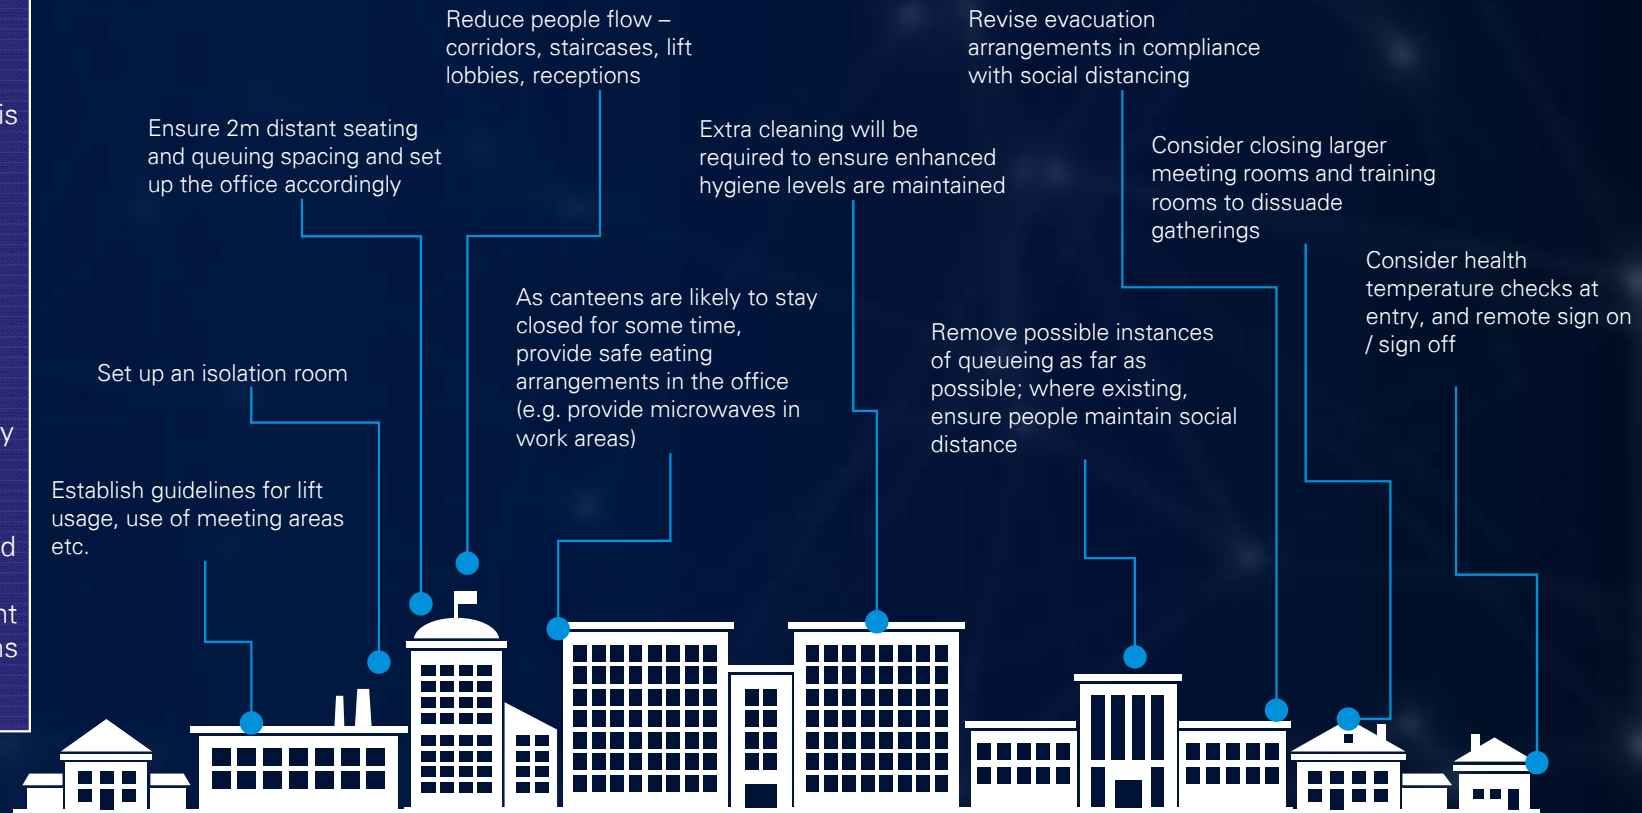 is
y
d
nt
ns
Reduce people flow –
corridors, staircases, lift
lobbies, receptions
Revise evacuation
arrangements in compliance
with social distancing
Ensure 2m distant seating
and queuing spacing and set
up the office accordingly
Extra cleaning will be
required to ensure enhanced
hygiene levels are maintained
Consider closing larger
meeting rooms and training
rooms to dissuade
gatherings
Consider health
temperature checks at
entry, and remote sign on
/ sign off
As canteens are likely to stay
closed for some time,
provide safe eating
arrangements in the office
(e.g. provide microwaves in
work areas)
Remove possible instances
of queueing as far as
possible; where existing,
ensure people maintain social
distance
Set up an isolation room
Establish guidelines for lift
usage, use of meeting areas
etc.